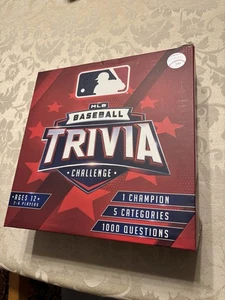 MLB
BASEBALL
TRIVIA
CHALLENGE
AGES 12+
2-6 PLAYERS
1 CHAMPION
5 CATEGORIES
1000 QUESTIONS